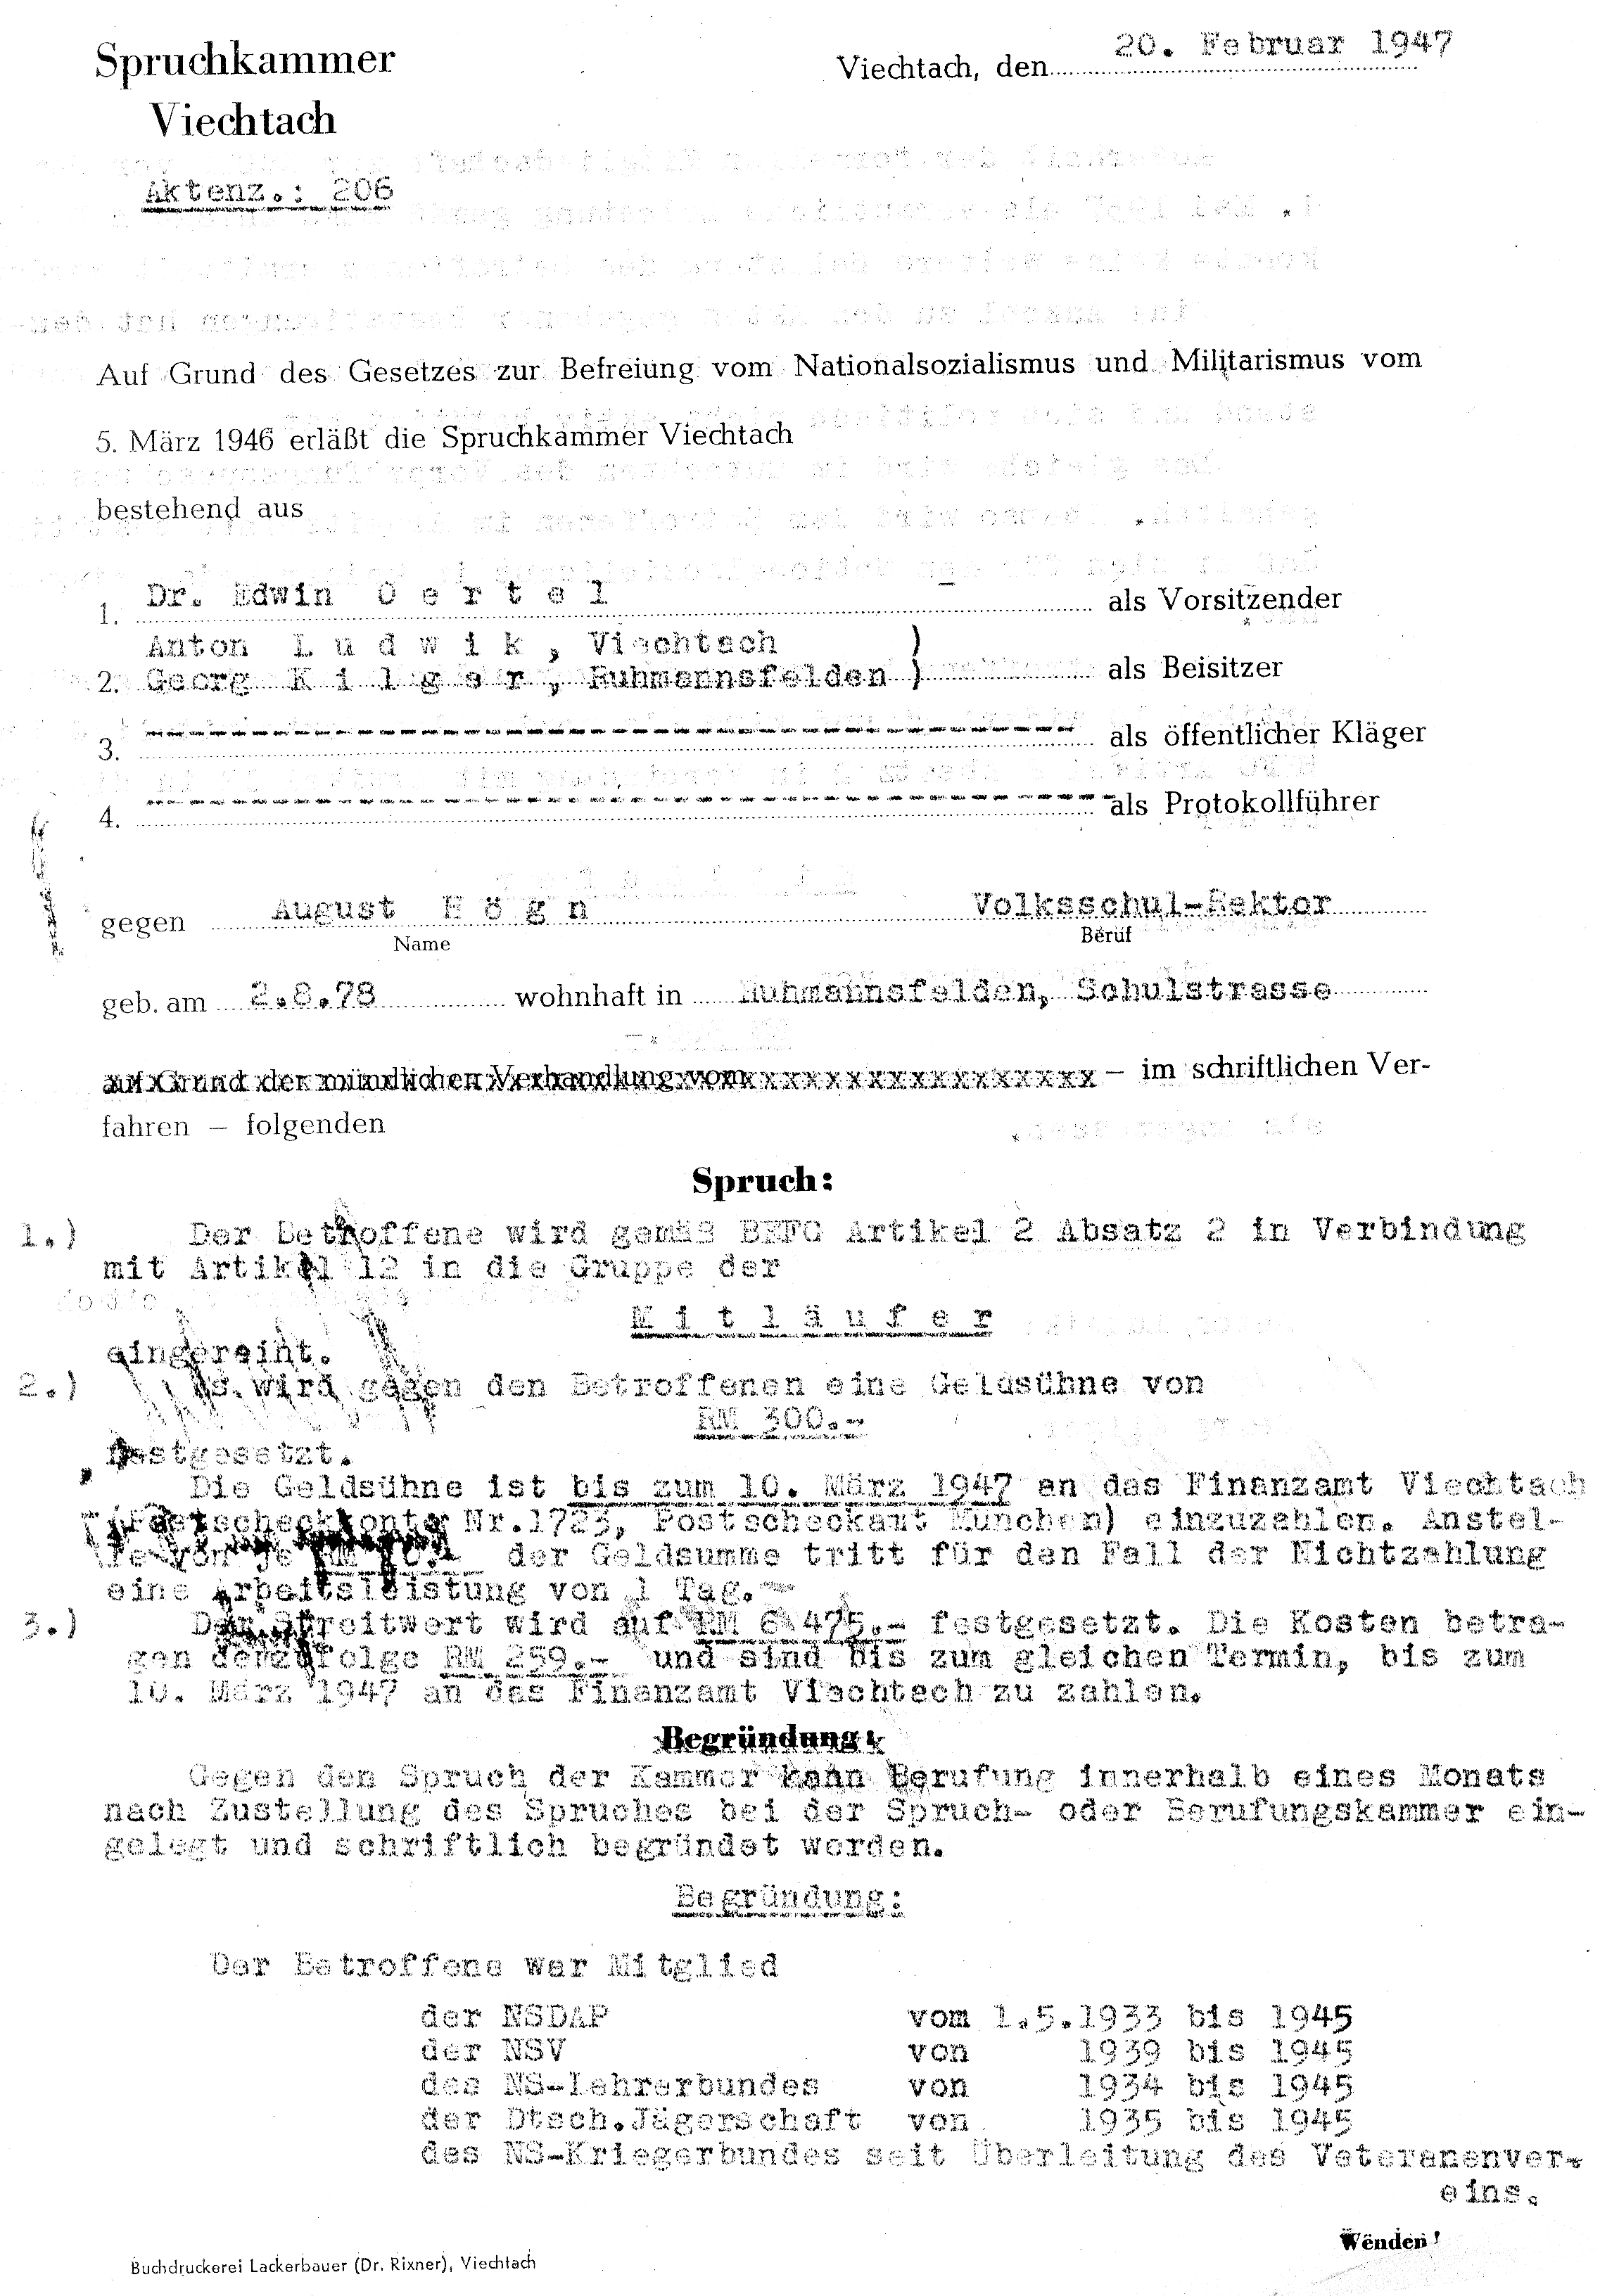 Spruchkammer
Viechtach
Viechtach, den 20. Februar 1947
Aktenz.: 206
Auf Grund des Gesetzes zur Befreiung vom Nationalsozialismus und Militarismus vom
5. März 1946 erläßt die Spruchkammer Viechtach
bestehend aus
1. Dr. Edwin O e r t e l als Vorsitzender
Anton L u d w i k , Viechtach )
2. Georg K i l g e r , Ruhmannsfelden ) als Beisitzer
3. als öffentlicher Kläger
4. als Protokollführer
gegen August H ö g n Volksschul-Rektor
Name Beruf
geb. am 2.8.78 wohnhaft in Ruhmannsfelden, Schulstrasse
auf Grund der mündlichen Verhandlung vom – im schriftlichen Ver-
fahren – folgenden
Spruch:
1.) Der Betroffene wird gemäß BEFG Artikel 2 Absatz 2 in Verbindung
mit Artikel 12 in die Gruppe der
M i t l ä u f e r
eingereiht.
2.) Es wird gegen den Betroffenen eine Geldsühne von
RM 300.-
festgesetzt.
Die Geldsühne ist bis zum 10. März 1947 an das Finanzamt Viechtach
(Postscheckkonto Nr.1723, Postscheckamt München) einzuzahlen. Anstel-
le von je RM der Geldsumme tritt für den Fall der Nichtzahlung
eine Arbeitsleistung von 1 Tag.
3.) Der Streitwert wird auf RM 6 475.- festgesetzt. Die Kosten betra-
gen demzufolge RM 259.- und sind bis zum gleichen Termin, bis zum
10. März 1947 an das Finanzamt Viechtach zu zahlen.
Begründung:
Gegen den Spruch der Kammer kann Berufung innerhalb eines Monats
nach Zustellung des Spruches bei der Spruch- oder Berufungskammer ein-
gelegt und schriftlich begründet werden.
Begründung:
Der Betroffene war Mitglied
der NSDAP vom 1.5.1933 bis 1945
der NSV von 1939 bis 1945
des NS-Lehrerbundes von 1934 bis 1945
der Dtsch.Jägerschaft von 1935 bis 1945
des NS-Kriegerbundes seit Überleitung des Veteranenver-
eins.
Wenden!
Buchdruckerei Lackerbauer (Dr. Rixner), Viechtach